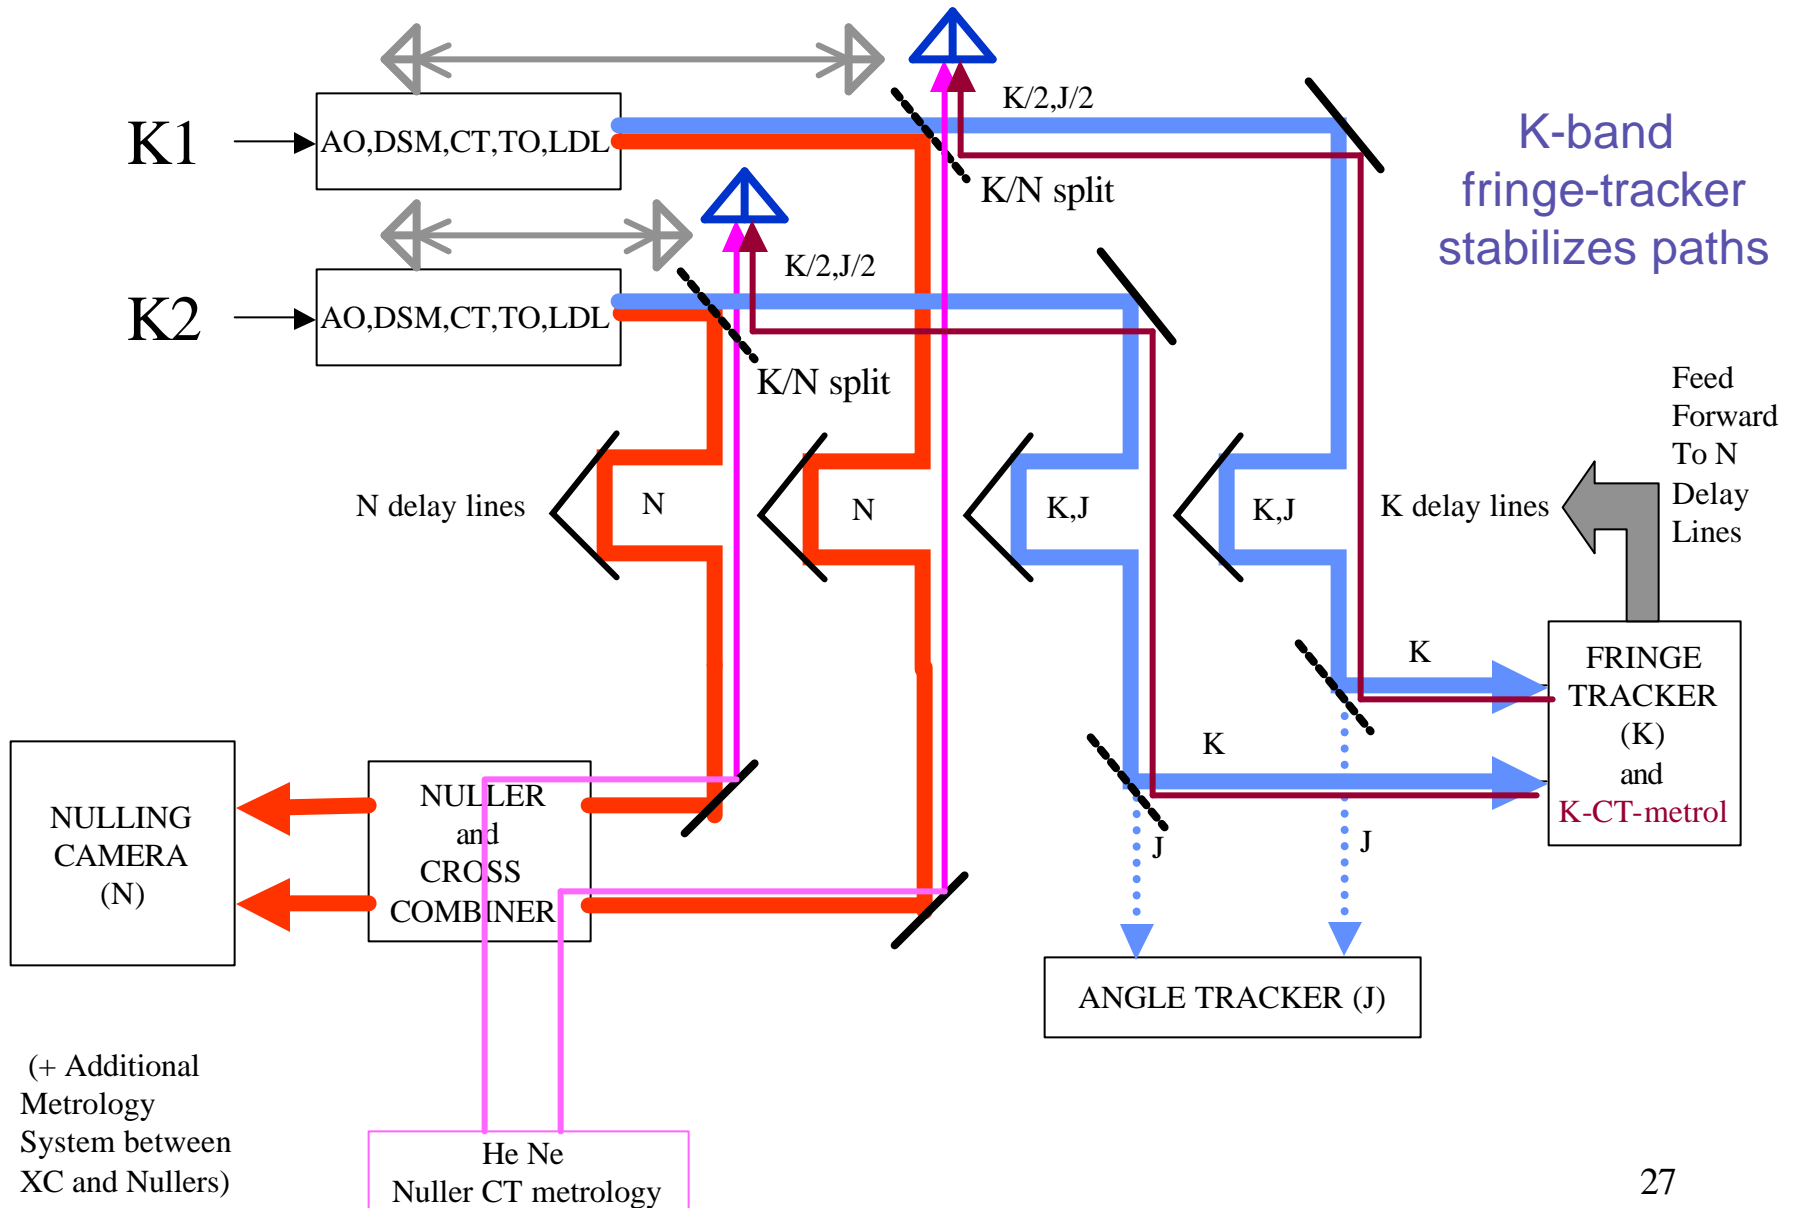 K-band
fringe-tracker
stabilizes paths
K1
AO,DSM,CT,TO,LDL
K/2,J/2
K/N split
K2
AO,DSM,CT,TO,LDL
K/2,J/2
K/N split
Feed
Forward
To N
Delay
Lines
N delay lines
N
N
K,J
K,J
K delay lines
K
K
FRINGE
TRACKER
(K)
and
K-CT-metrol
J
J
NULLING
CAMERA
(N)
NULLER
and
CROSS
COMBINER
ANGLE TRACKER (J)
(+ Additional
Metrology
System between
XC and Nullers)
He Ne
Nuller CT metrology
27